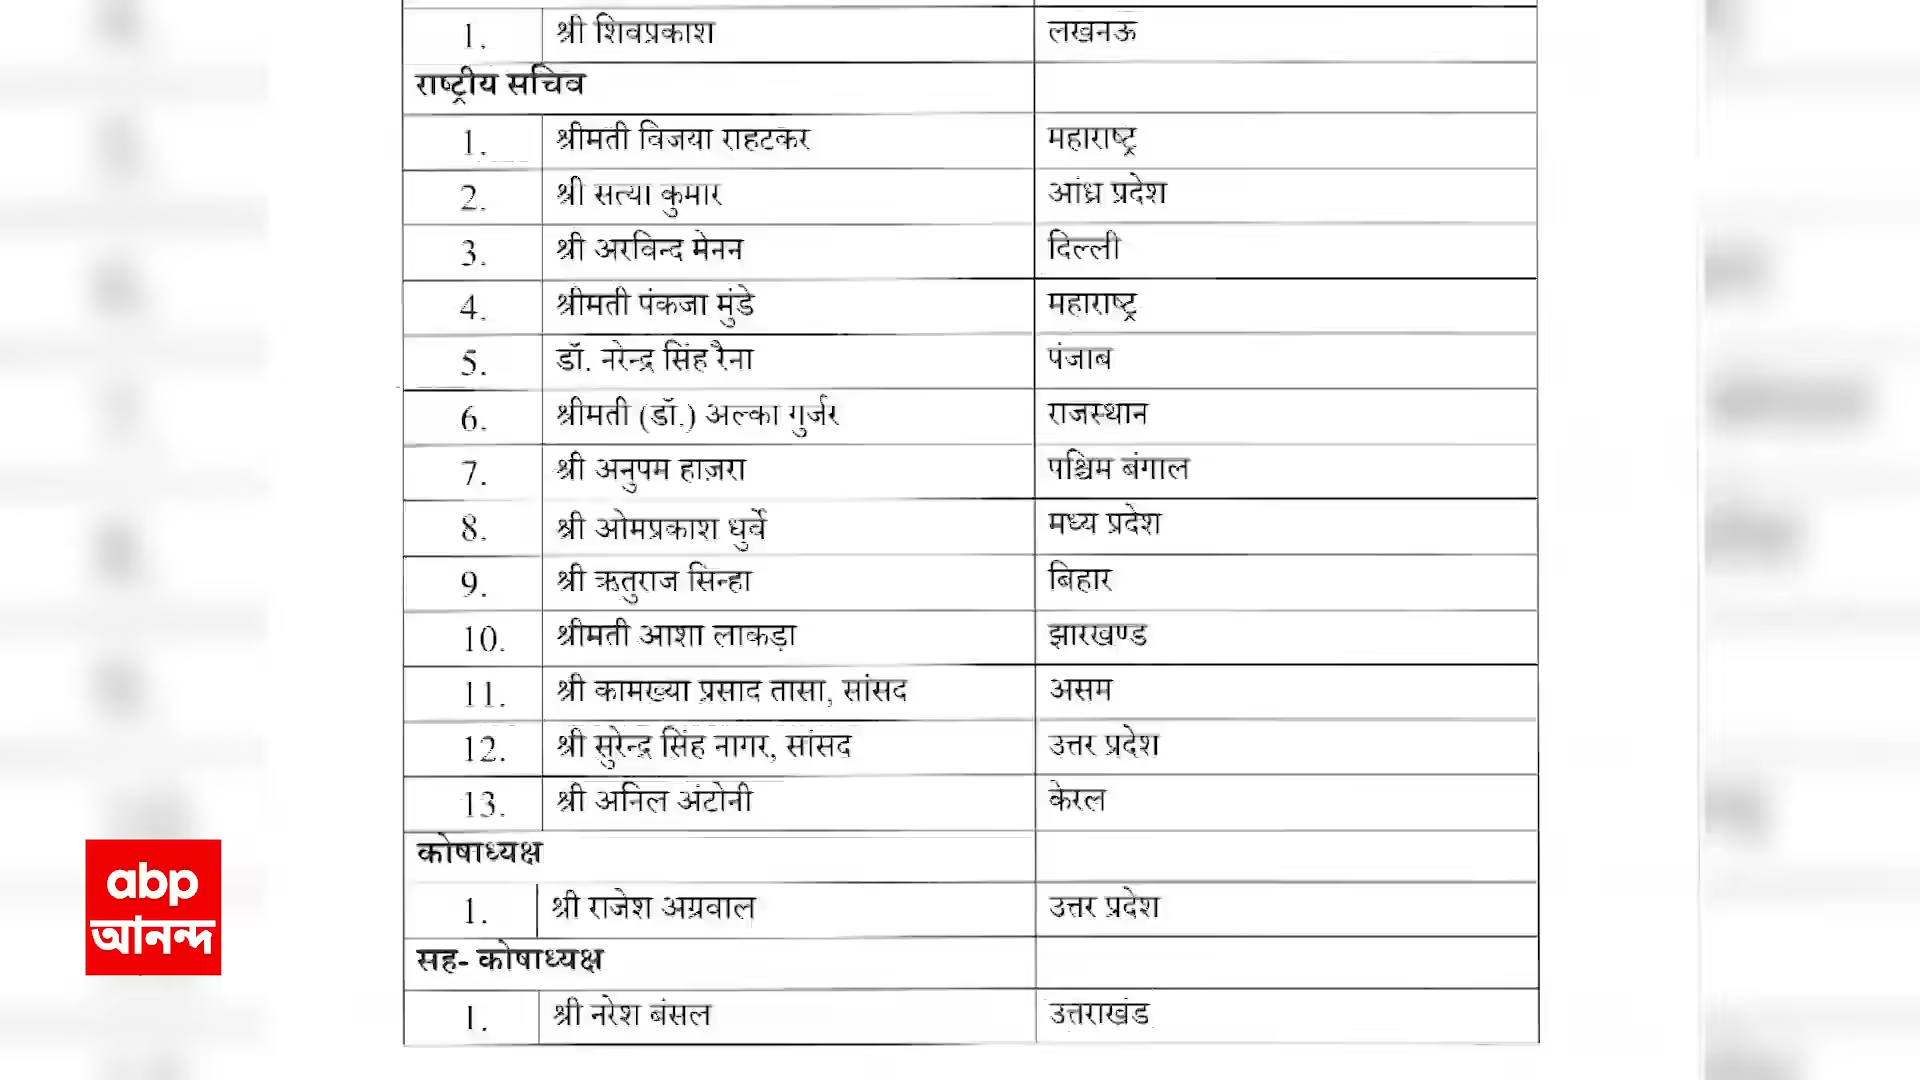 1. श्री शिवप्रकाश लखनऊ
राष्ट्रीय सचिव
1. श्रीमती विजया राहटकर महाराष्ट्र
2. श्री सत्या कुमार आंध्र प्रदेश
3. श्री अरविन्द मेनन दिल्ली
4. श्रीमती पंकजा मुंडे महाराष्ट्र
5. डॉ. नरेन्द्र सिंह रैना पंजाब
6. श्रीमती (डॉ.) अल्का गुर्जर राजस्थान
7. श्री अनुपम हाज़रा पश्चिम बंगाल
8. श्री ओमप्रकाश धुर्वे मध्य प्रदेश
9. श्री ऋतुराज सिन्हा बिहार
10. श्रीमती आशा लाकड़ा झारखण्ड
11. श्री कामख्या प्रसाद तासा, सांसद असम
12. श्री सुरेन्द्र सिंह नागर, सांसद उत्तर प्रदेश
13. श्री अनिल अंटोनी केरल
कोषाध्यक्ष
1. श्री राजेश अग्रवाल उत्तर प्रदेश
सह- कोषाध्यक्ष
1. श्री नरेश बंसल उत्तराखंड
abp
আনন্দ